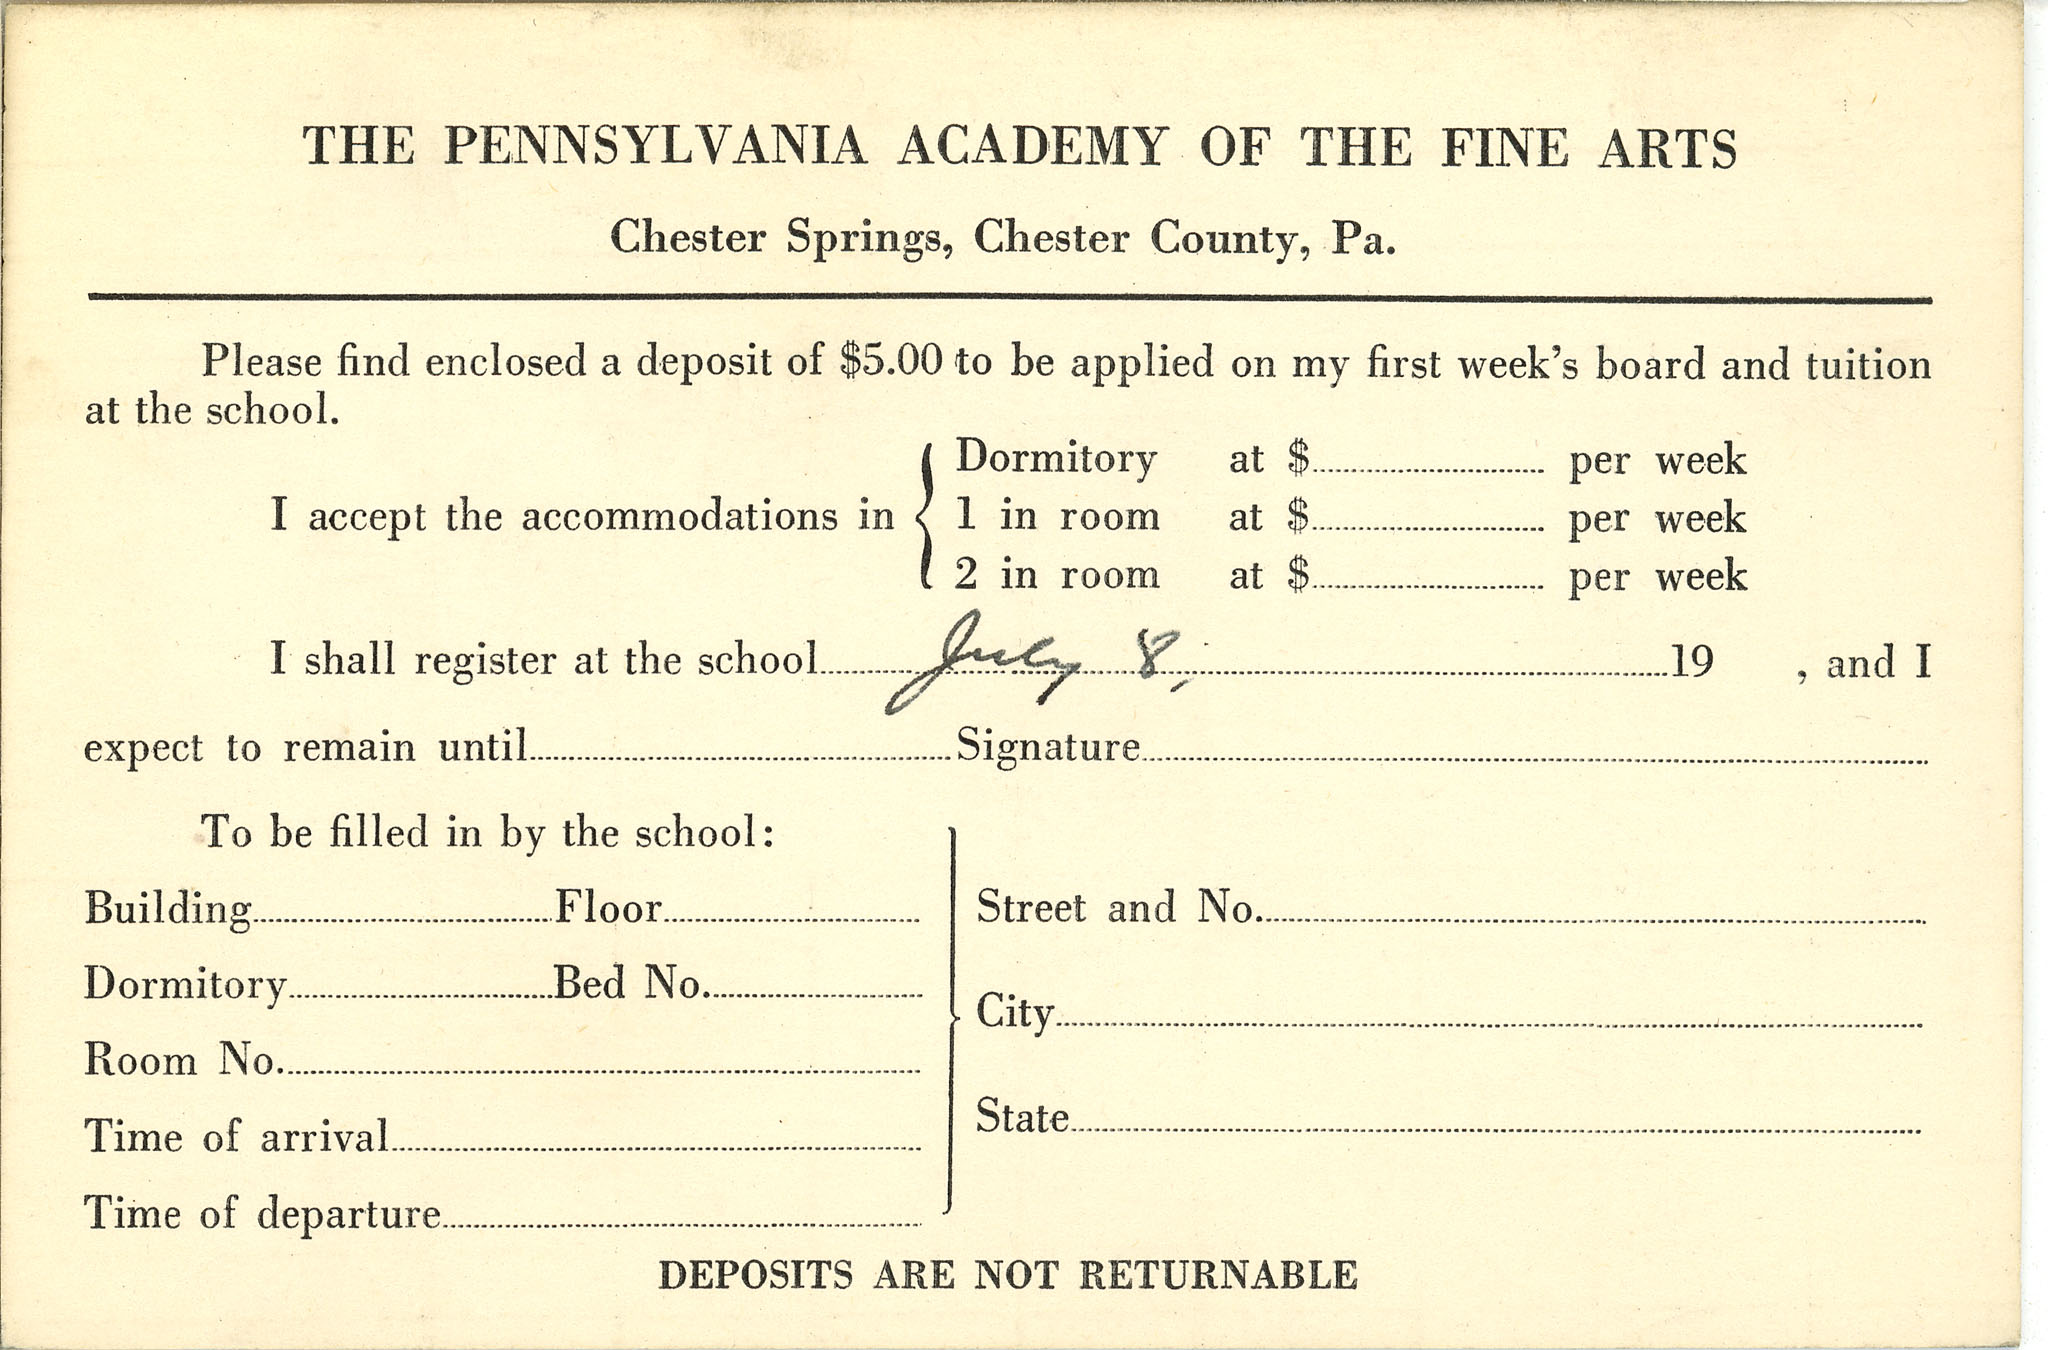 THE PENNSYLVANIA ACADEMY OF THE FINE ARTS
Chester Springs, Chester County, Pa.
Please find enclosed a deposit of $5.00 to be applied on my first week's board and tuition
at the school.
Dormitory at $ per week
I accept the accommodations in { 1 in room at $ per week
2 in room at $ per week
I shall register at the school July 8, 19 , and I
expect to remain until Signature
To be filled in by the school:
Building Floor
Dormitory Bed No.
Room No.
Time of arrival
Time of departure
Street and No.
City
State
DEPOSITS ARE NOT RETURNABLE